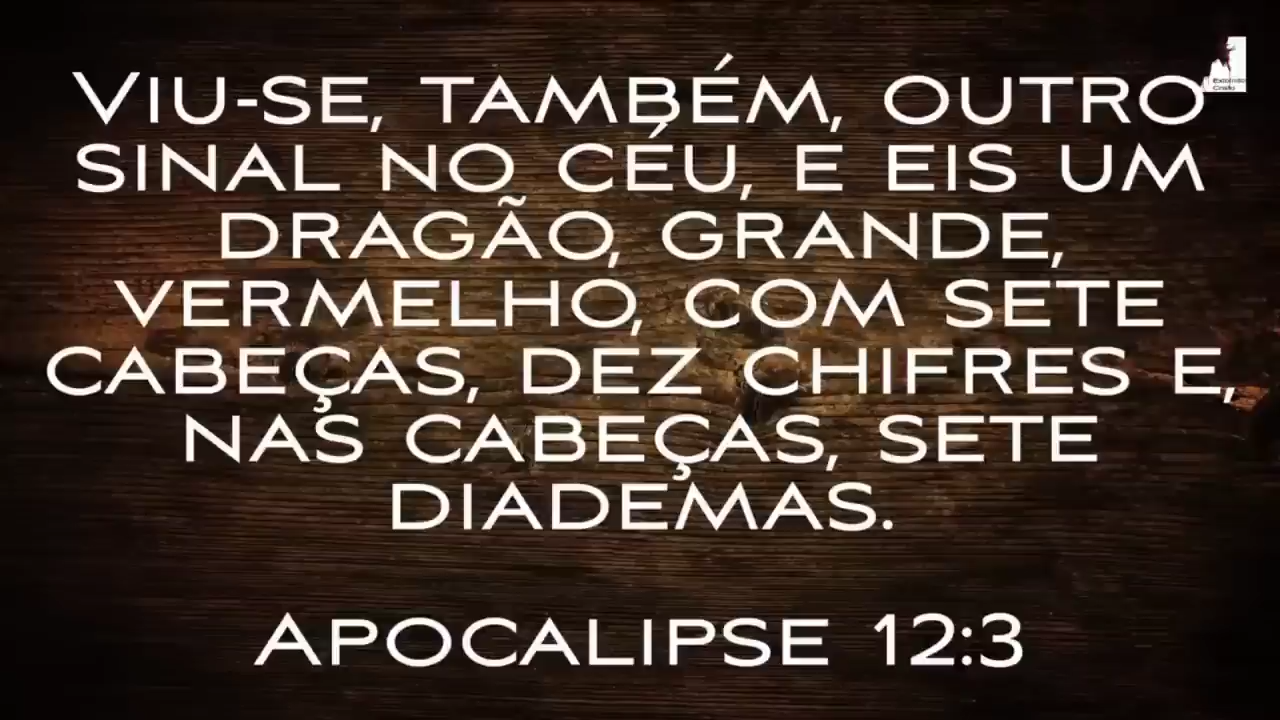 VIU-SE, TAMBÉM, OUTRO
SINAL NO CÉU, E EIS UM
DRAGÃO, GRANDE,
VERMELHO, COM SETE
CABEÇAS, DEZ CHIFRES E,
NAS CABEÇAS, SETE
DIADEMAS.
APOCALIPSE 12:3